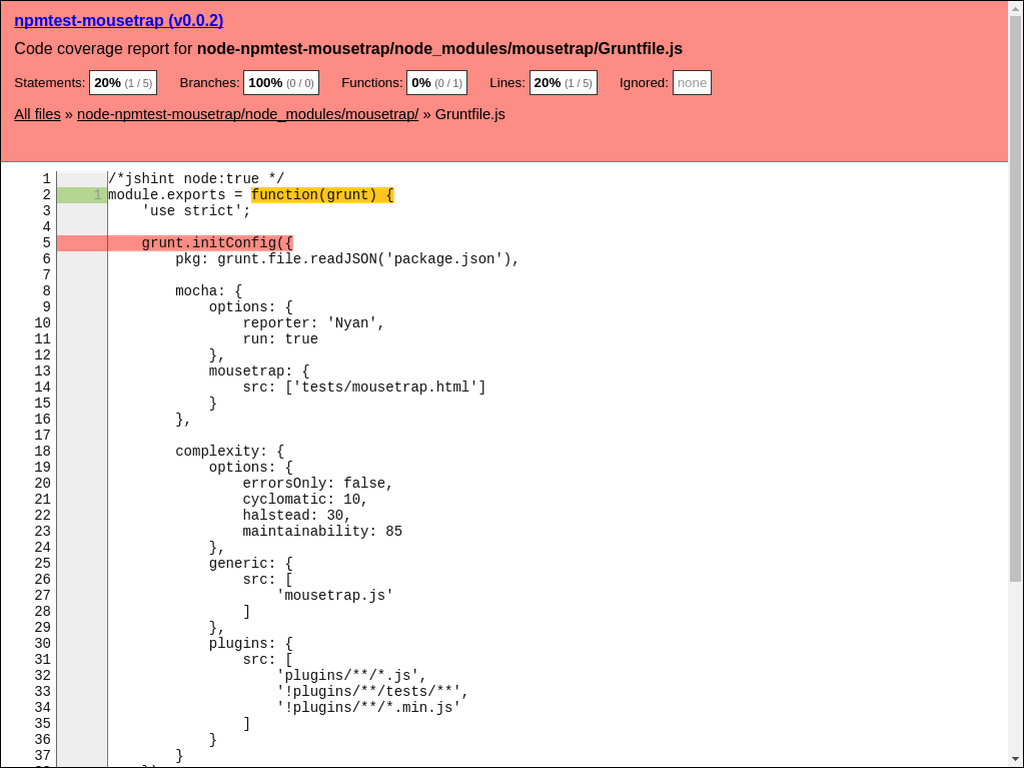 npmtest-mousetrap (v0.0.2)
Code coverage report for node-npmtest-mousetrap/node_modules/mousetrap/Gruntfile.js
Statements: 20% (1 / 5) Branches: 100% (0 / 0) Functions: 0% (0 / 1) Lines: 20% (1 / 5) Ignored: none
All files » node-npmtest-mousetrap/node_modules/mousetrap/ » Gruntfile.js
1 /*jshint node:true */
2 1 module.exports = function(grunt) {
3     'use strict';
4
5     grunt.initConfig({
6         pkg: grunt.file.readJSON('package.json'),
7
8         mocha: {
9             options: {
10                 reporter: 'Nyan',
11                 run: true
12             },
13             mousetrap: {
14                 src: ['tests/mousetrap.html']
15             }
16         },
17
18         complexity: {
19             options: {
20                 errorsOnly: false,
21                 cyclomatic: 10,
22                 halstead: 30,
23                 maintainability: 85
24             },
25             generic: {
26                 src: [
27                     'mousetrap.js'
28                 ]
29             },
30             plugins: {
31                 src: [
32                     'plugins/**/*.js',
33                     '!plugins/**/tests/**',
34                     '!plugins/**/*.min.js'
35                 ]
36             }
37         }